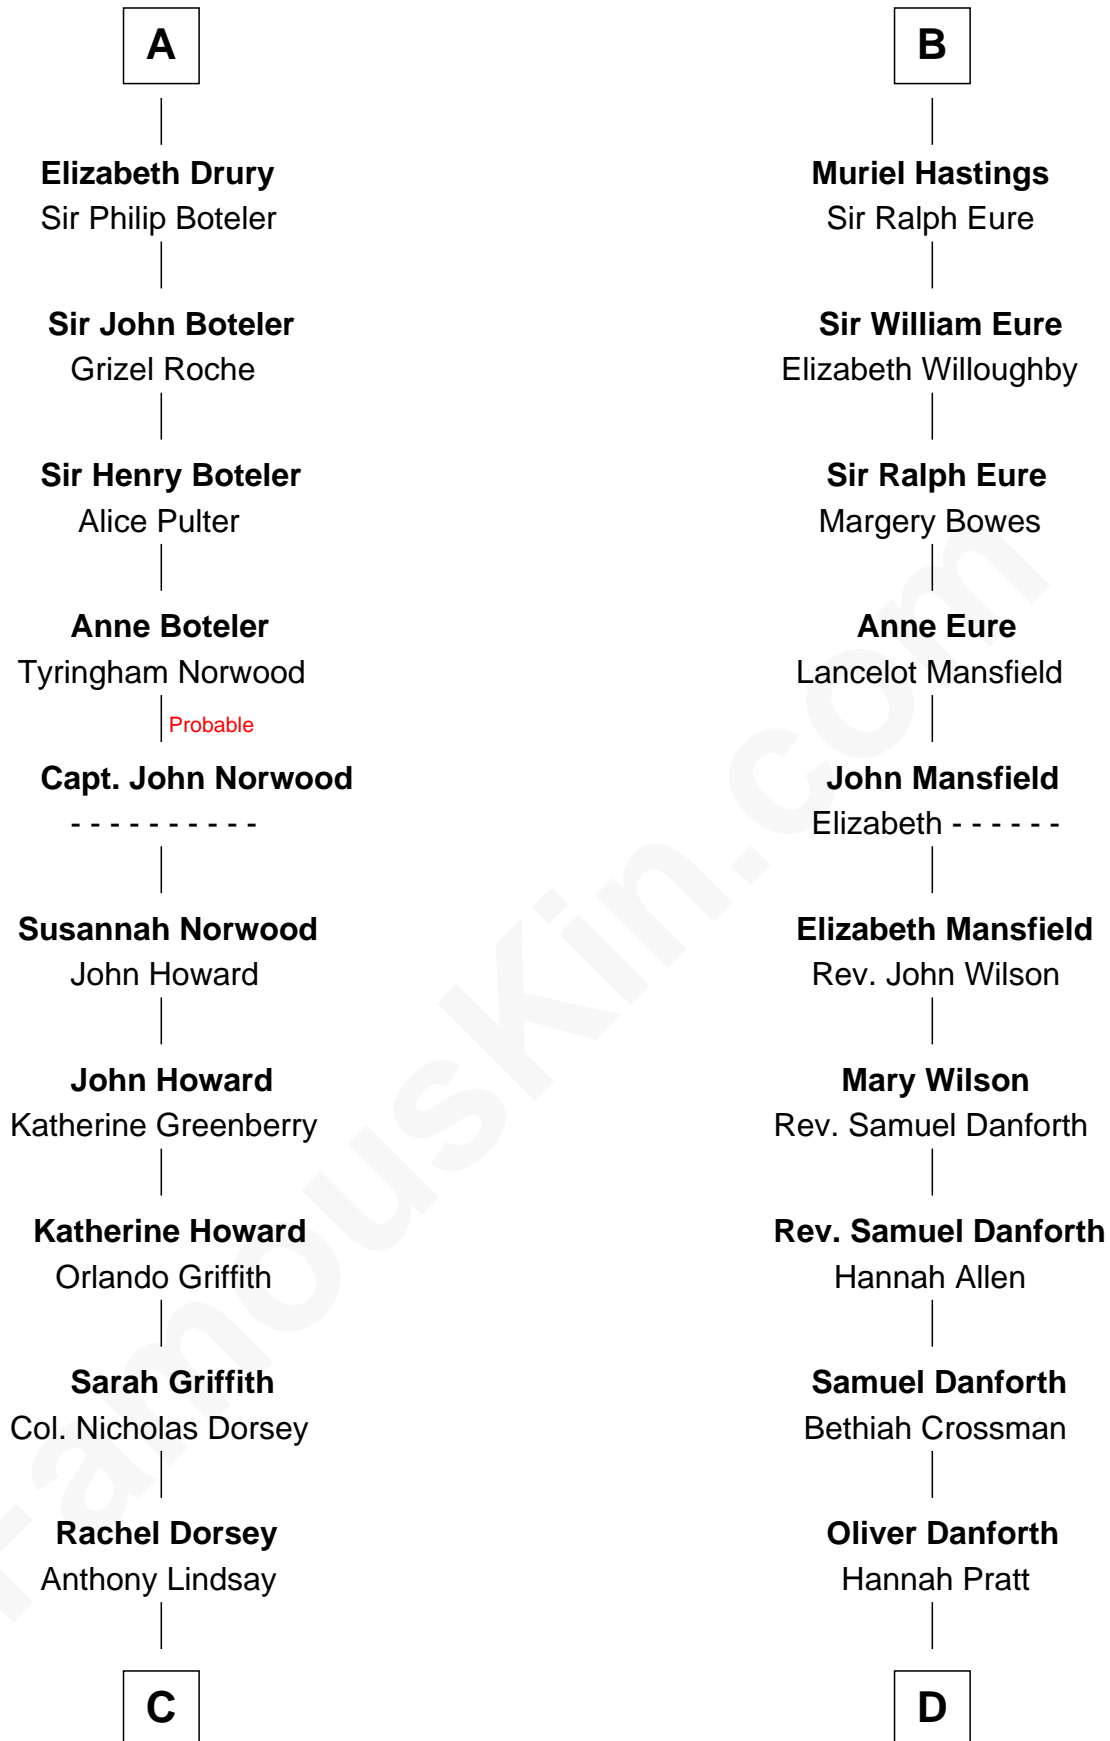 A
Elizabeth Drury
Sir Philip Boteler
Sir John Boteler
Grizel Roche
Sir Henry Boteler
Alice Pulter
Anne Boteler
Tyringham Norwood
Probable
Capt. John Norwood
- - - - - - - - - -
Susannah Norwood
John Howard
John Howard
Katherine Greenberry
Katherine Howard
Orlando Griffith
Sarah Griffith
Col. Nicholas Dorsey
Rachel Dorsey
Anthony Lindsay
C
B
Muriel Hastings
Sir Ralph Eure
Sir William Eure
Elizabeth Willoughby
Sir Ralph Eure
Margery Bowes
Anne Eure
Lancelot Mansfield
John Mansfield
Elizabeth - - - - - -
Elizabeth Mansfield
Rev. John Wilson
Mary Wilson
Rev. Samuel Danforth
Rev. Samuel Danforth
Hannah Allen
Samuel Danforth
Bethiah Crossman
Oliver Danforth
Hannah Pratt
D
FamousKin.com